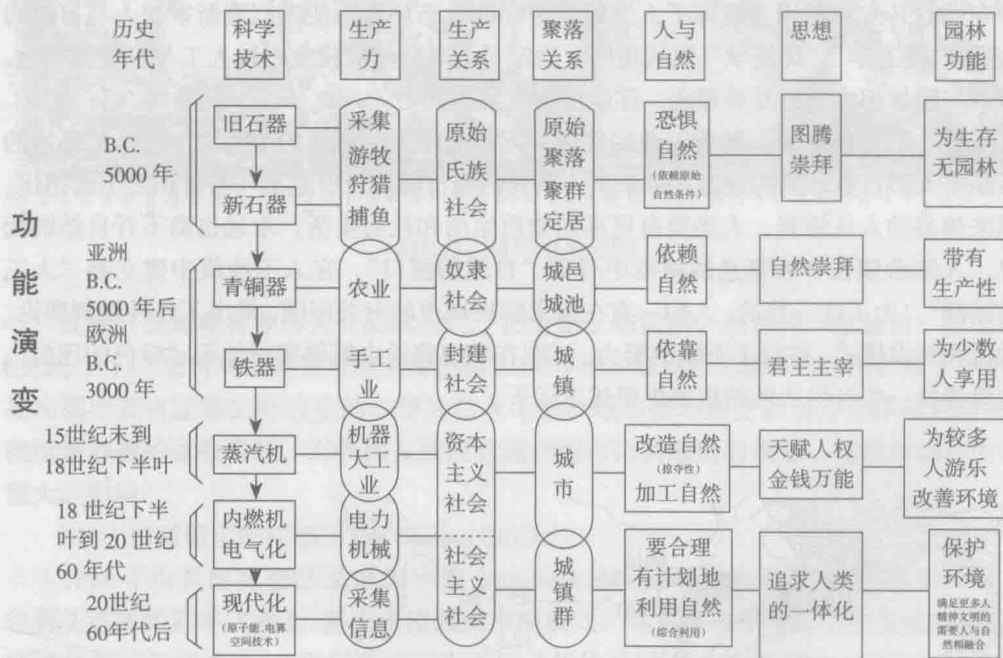 历史
年代
科学
技术
生产
力
生产
关系
聚落
关系
人与
自然
思想
园林
功能
功能演变
B.C.
5000 年
旧石器
新石器
采集
游牧
狩猎
捕鱼
原始
氏族
社会
原始
聚落
聚群
定居
恐惧
自然
(依赖原始
自然条件)
图腾
崇拜
为生存
无园林
亚洲
B.C.
5000 年后
欧洲
B.C.
3000 年
青铜器
农业
奴隶
社会
城邑
城池
依赖
自然
自然崇拜
带有
生产性
铁器
手工
业
封建
社会
城
镇
依靠
自然
君主主宰
为少数
人享用
15世纪末到
18世纪下半叶
蒸汽机
机器
大工
业
资本
主义
社会
城
市
改造自然
(掠夺性)
加工自然
天赋人权
金钱万能
为较多
人游乐
改善环境
18 世纪下半
叶到 20 世纪
60 年代
内燃机
电气化
电力
机械
20世纪
60年代后
现代化
(原子能、电算
空间技术)
采集
信息
社会
主义
社会
城
镇
群
要合理
有计划地
利用自然
(综合利用)
追求人类
的一体化
保护
环境
满足更多人
精神文明的
需要人与自
然相融合